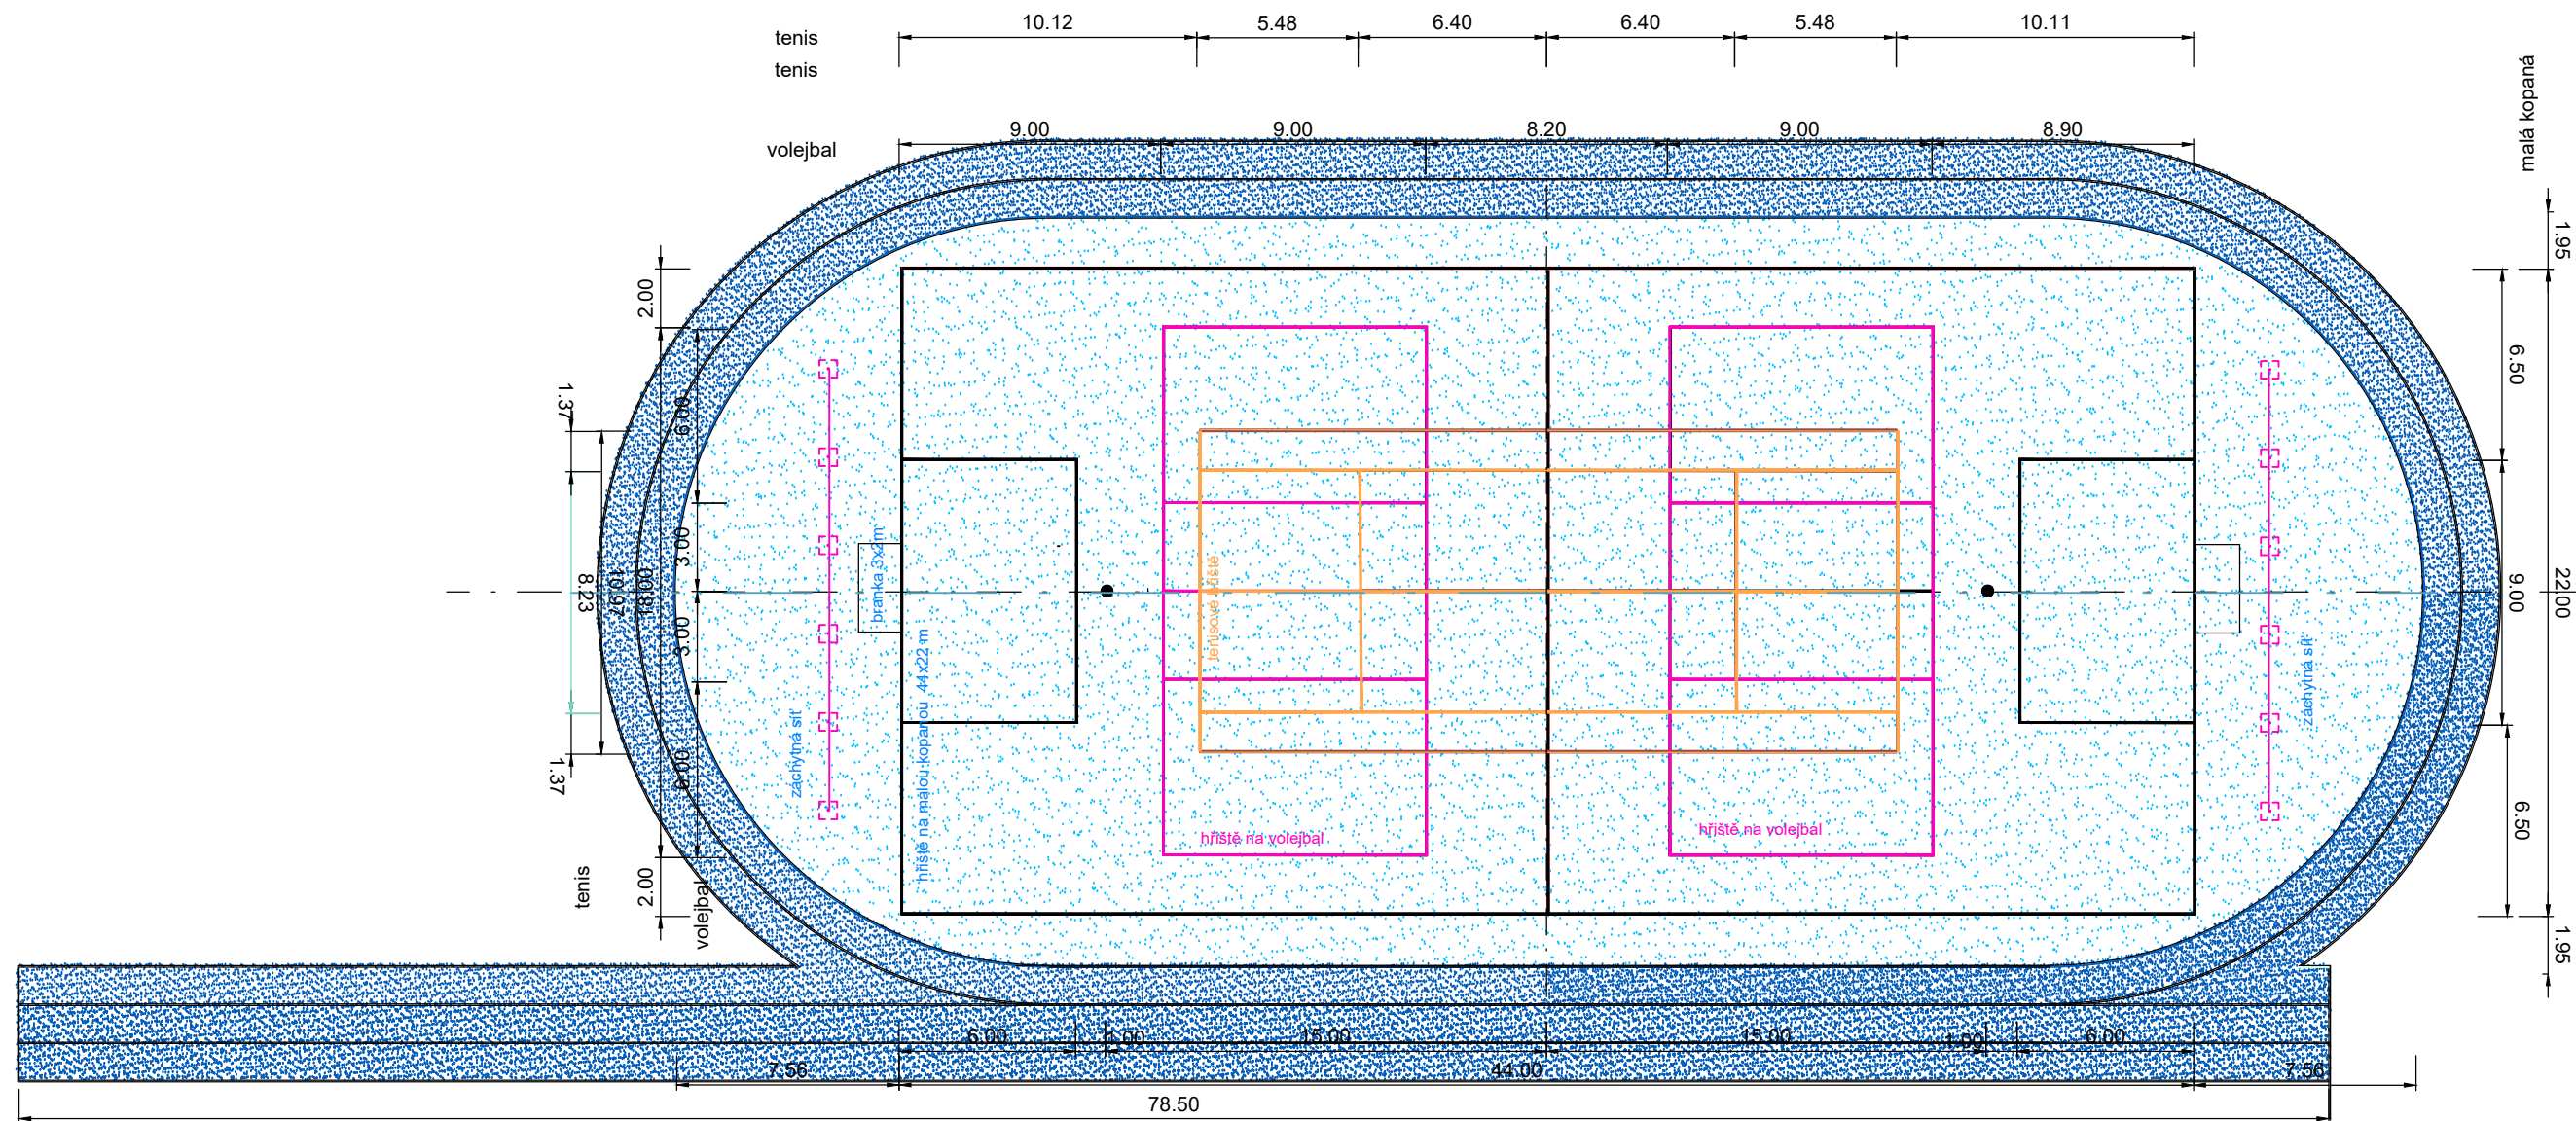 10.12
5.48
6.40
6.40
5.48
10.11
tenis
tenis
malá kopaná
9.00
9.00
8.20
9.00
8.90
volejbal
1.95
2.00
6.50
1.37
6.00
3.00
branka 3x2 m
tenisové hřiště
8.23
10.97
18.00
9.00
22.00
3.00
hřiště na malou kopanou 44x22 m
záchytná síť
záchytná síť
1.37
6.00
hřiště na volejbal
hřiště na volejbal
6.50
tenis
2.00
volejbal
1.95
6.00
1.00
15.00
15.00
1.00
6.00
7.56
44.00
7.56
78.50